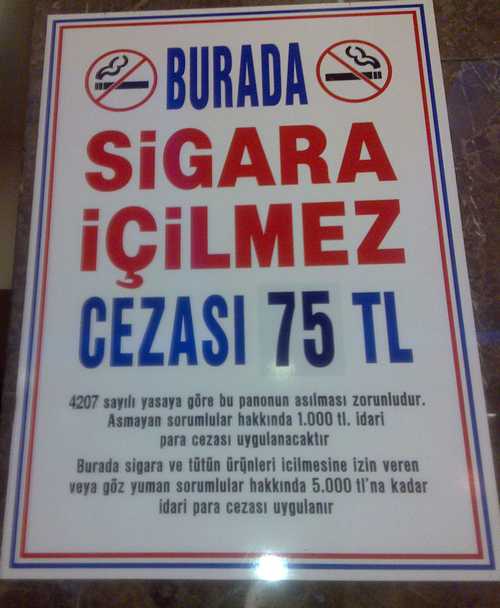 BURADA
SiGARA
iÇiLMEZ
CEZASI 75 TL
4207 sayılı yasaya göre bu panonun asılması zorunludur.
Asmayan sorumlular hakkında 1.000 tl. idari
para cezası uygulanacaktır
Burada sigara ve tütün ürünleri icilmesine izin veren
veya göz yuman sorumlular hakkında 5.000 tl'na kadar
idari para cezası uygulanır